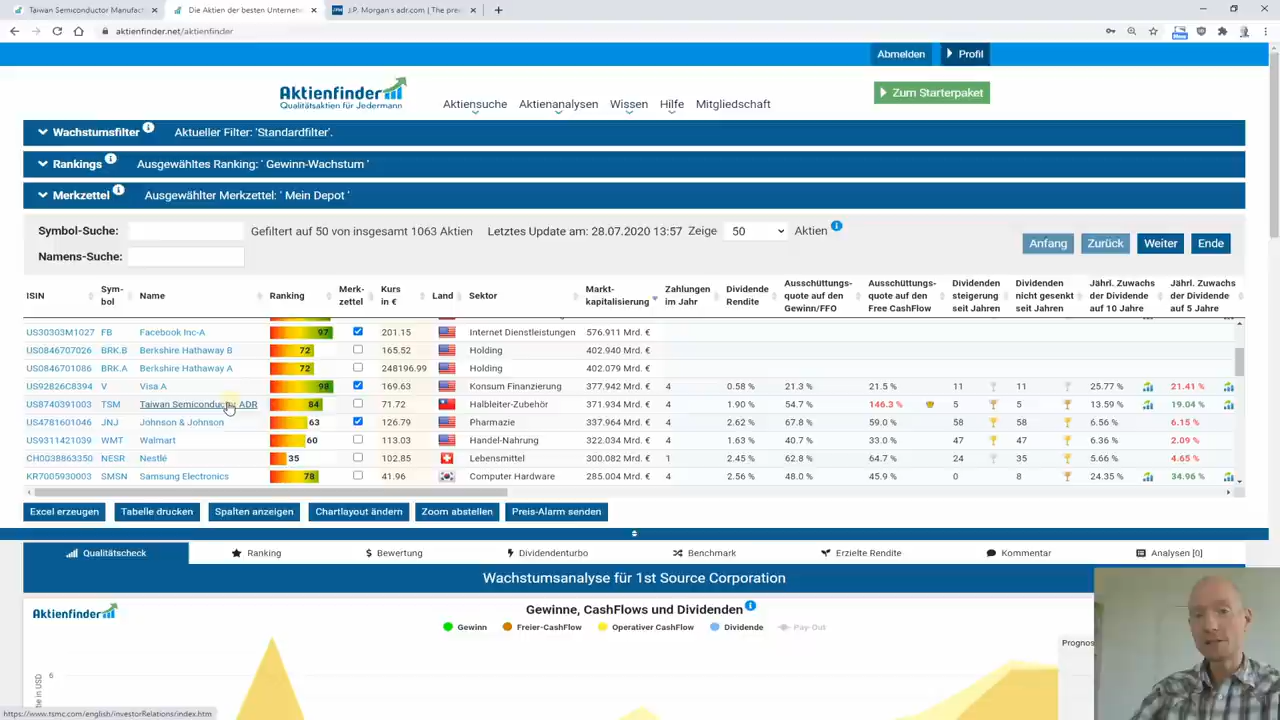 Taiwan Semiconductor Manufact
Die Aktien der besten Unterneh
J.P. Morgan's adr.com | The pre
aktienfinder.net/aktienfinder
Abmelden
Profil
Aktienfinder
Qualitätsaktien für Jedermann
Aktiensuche Aktienanalysen Wissen Hilfe Mitgliedschaft
Zum Starterpaket
Wachstumsfilter Aktueller Filter: 'Standardfilter'.
Rankings Ausgewähltes Ranking: ' Gewinn-Wachstum '
Merkzettel Ausgewählter Merkzettel: ' Mein Depot '
Symbol-Suche: Gefiltert auf 50 von insgesamt 1063 Aktien Letztes Update am: 28.07.2020 13:57 Zeige 50 Aktien
Namens-Suche:
Anfang Zurück Weiter Ende
ISIN Sym-bol Name Ranking Merk-zettel Kurs in € Land Sektor Markt-kapitalisierung Zahlungen im Jahr Dividende Rendite Ausschüttungs-quote auf den Gewinn/FFO Ausschüttungs-quote auf den Free CashFlow Dividenden steigerung seit Jahren Dividenden nicht gesenkt seit Jahren Jährl. Zuwachs der Dividende auf 10 Jahre Jährl. Zuwachs der Dividende auf 5 Jahre
US30303M1027 FB Facebook Inc-A 97 201.15 Internet Dienstleistungen 576.911 Mrd. €
US0846707026 BRK.B Berkshire Hathaway B 72 165.52 Holding 402.940 Mrd. €
US0846701086 BRK.A Berkshire Hathaway A 72 248196.99 Holding 403.079 Mrd. €
US92826C8394 V Visa A 98 169.63 Konsum Finanzierung 377.942 Mrd. € 4 0.58 % 21.3 % 21.5 % 11 11 25.77 % 21.41 %
US8740391003 TSM Taiwan Semiconductor ADR 84 71.72 Halbleiter-Zubehör 371.934 Mrd. € 4 1.90 % 54.7 % 146.3 % 5 5 13.59 % 19.04 %
US4781601046 JNJ Johnson & Johnson 63 126.79 Pharmazie 337.964 Mrd. € 4 2.62 % 67.8 % 59.0 % 58 58 6.56 % 6.15 %
US9311421039 WMT Walmart 60 113.03 Handel-Nahrung 322.034 Mrd. € 4 1.63 % 40.7 % 33.0 % 47 47 6.36 % 2.09 %
CH0038863350 NESR Nestlé 35 102.85 Lebensmittel 300.082 Mrd. € 1 2.45 % 62.8 % 64.7 % 24 35 5.66 % 4.65 %
KR7005930003 SMSN Samsung Electronics 78 41.96 Computer Hardware 285.004 Mrd. € 4 2.56 % 48.0 % 45.9 % 0 8 24.35 % 34.96 %
Excel erzeugen Tabelle drucken Spalten anzeigen Chartlayout ändern Zoom abstellen Preis-Alarm senden
Qualitätscheck Ranking Bewertung Dividendenturbo Benchmark Erzielte Rendite Kommentar Analysen [0]
Wachstumsanalyse für 1st Source Corporation
Aktienfinder
Gewinne, CashFlows und Dividenden
Gewinn Freier-CashFlow Operativer CashFlow Dividende Pay-Out
Prognos
6
be in USD
https://www.tsmc.com/english/investorRelations/index.htm